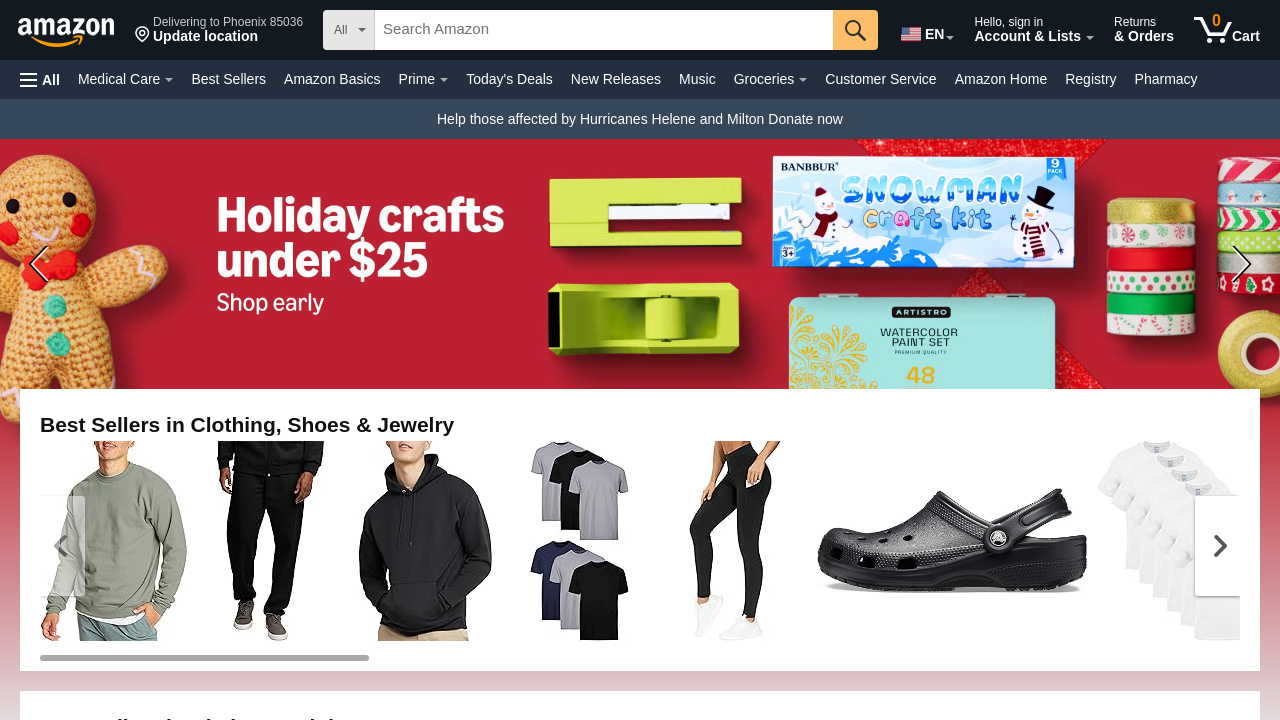 amazon
Delivering to Phoenix 85036
Update location
All
Search Amazon
EN
Hello, sign in
Account & Lists
Returns
& Orders
0
Cart
All
Medical Care
Best Sellers
Amazon Basics
Prime
Today's Deals
New Releases
Music
Groceries
Customer Service
Amazon Home
Registry
Pharmacy
Help those affected by Hurricanes Helene and Milton Donate now
Holiday crafts
under $25
Shop early
BANBBUR
9
PACK
SNOWMAN
craft kit
3+
ARTISTRO
WATERCOLOR
PAINT SET
PREMIUM QUALITY
48
Best Sellers in Clothing, Shoes & Jewelry